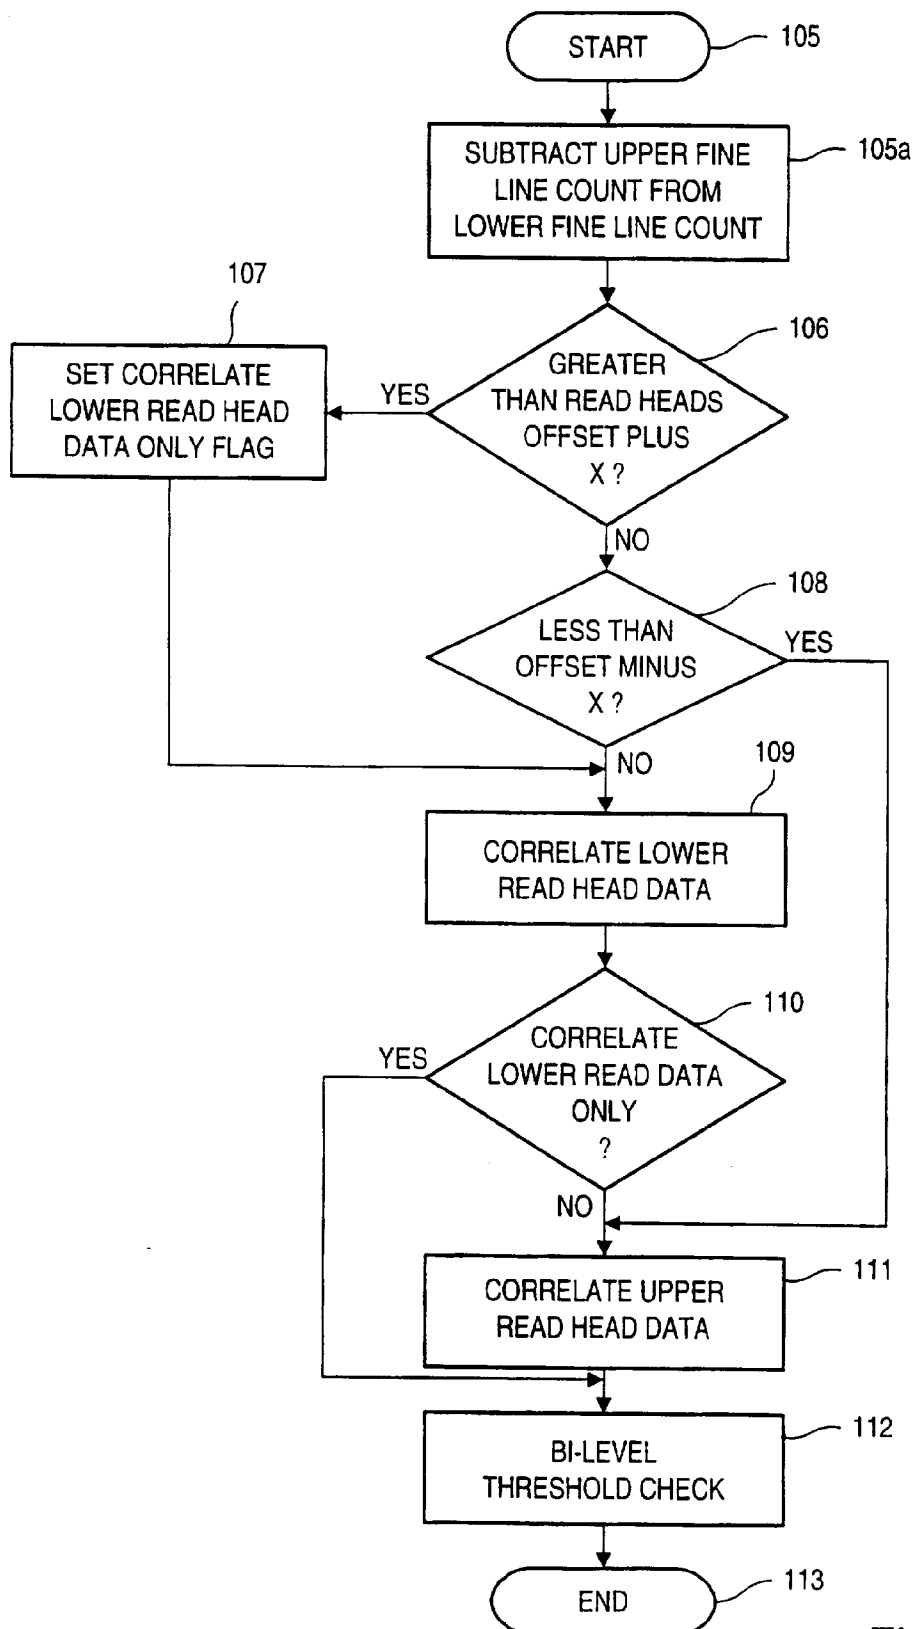 START
105
SUBTRACT UPPER FINE
LINE COUNT FROM
LOWER FINE LINE COUNT
105a
107
SET CORRELATE
LOWER READ HEAD
DATA ONLY FLAG
YES
GREATER
THAN READ HEADS
OFFSET PLUS
X ?
106
NO
108
LESS THAN
OFFSET MINUS
X ?
YES
NO
109
CORRELATE LOWER
READ HEAD DATA
110
YES
CORRELATE
LOWER READ DATA
ONLY
?
NO
111
CORRELATE UPPER
READ HEAD DATA
112
BI-LEVEL
THRESHOLD CHECK
END
113